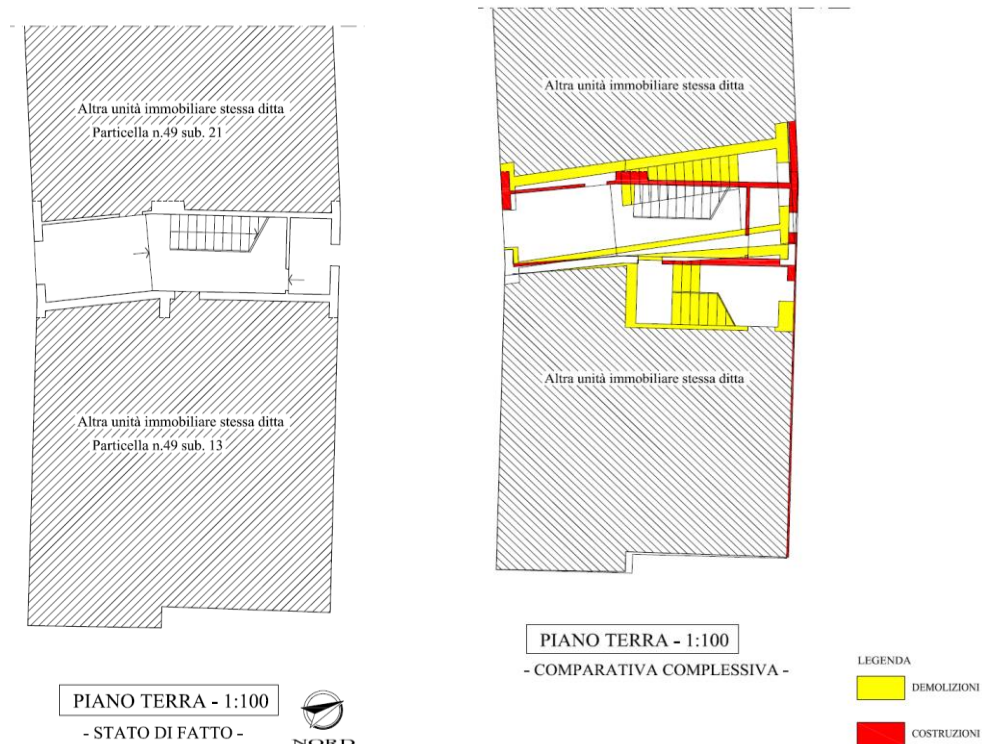 Altra unità immobiliare stessa ditta
Particella n.49 sub. 21
Altra unità immobiliare stessa ditta
Particella n.49 sub. 13
PIANO TERRA - 1:100
- STATO DI FATTO -
NORD
Altra unità immobiliare stessa ditta
Altra unità immobiliare stessa ditta
PIANO TERRA - 1:100
- COMPARATIVA COMPLESSIVA -
LEGENDA
DEMOLIZIONI
COSTRUZIONI